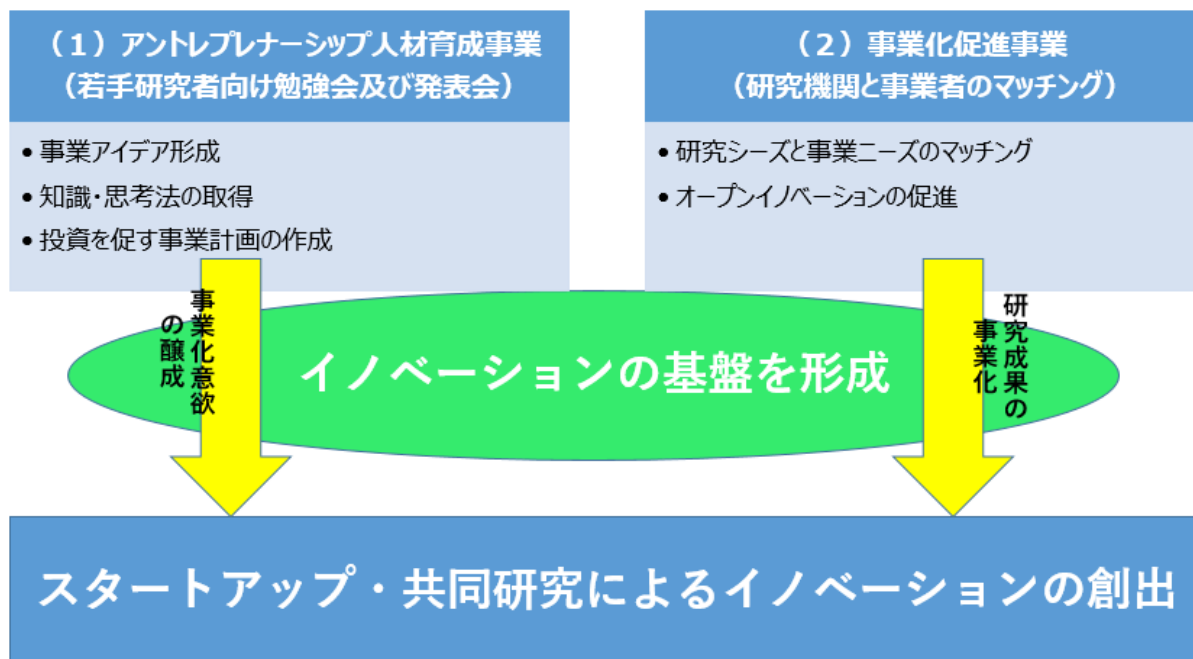 （1）アントレプレナーシップ人材育成事業
（若手研究者向け勉強会及び発表会）
• 事業アイデア形成
• 知識・思考法の取得
• 投資を促す事業計画の作成
（2）事業化促進事業
（研究機関と事業者のマッチング）
• 研究シーズと事業ニーズのマッチング
• オープンイノベーションの促進
事業化意欲
の醸成
イノベーションの基盤を形成
研究成果の
事業化
スタートアップ・共同研究によるイノベーションの創出